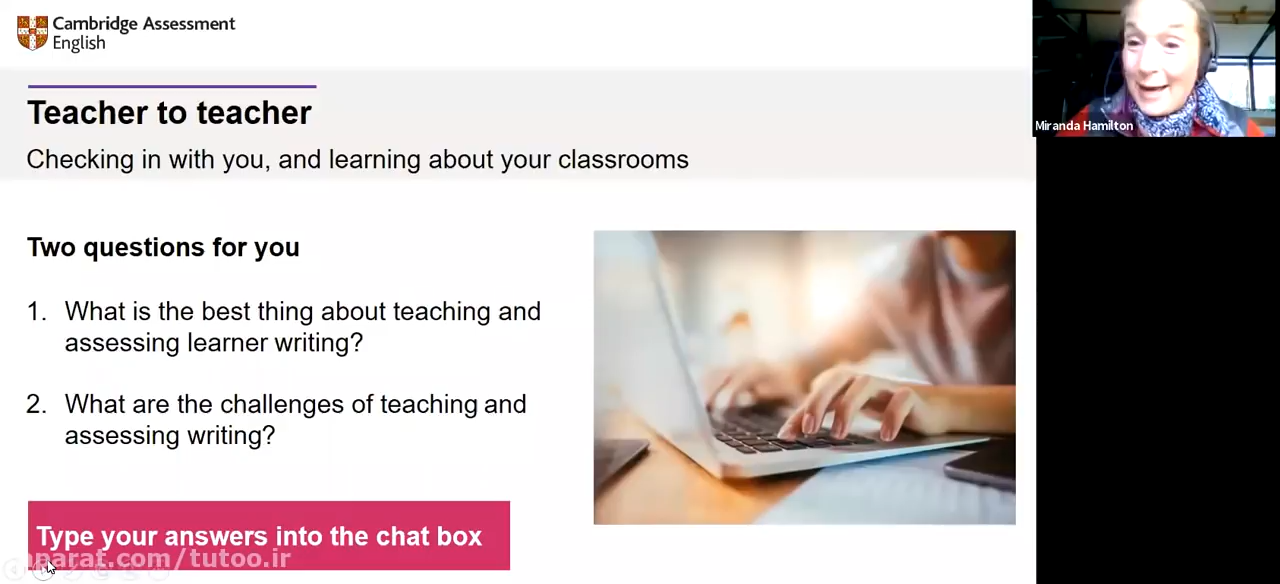 Cambridge Assessment
English
Teacher to teacher
Checking in with you, and learning about your classrooms
Miranda Hamilton
Two questions for you
1. What is the best thing about teaching and
assessing learner writing?
2. What are the challenges of teaching and
assessing writing?
Type your answers into the chat box
aparat.com/tutoo.ir